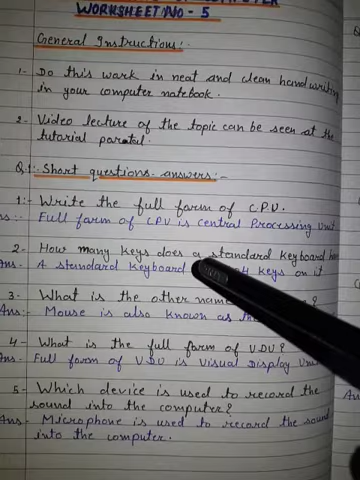 COMPUTER
WORKSHEET NO - 5
General Instructions:-
1- Do this work in neat and clean handwriting
in your computer notebook.
2- Video lecture of the topic can be seen at the
tutorial portal.
Q.1:- Short questions answers:-
1- Write the full form of C.P.U.
Ans:- Full form of CPU is Central Processing Unit
2- How many keys does a standard keyboard
Ans- A standard keyboard keys on it
3- What is the other name ?
Ans:- Mouse is also known as
4- What is the full form of VDU?
Ans- Full form of VDU is Visual Display Unit
5- Which device is used to record the
sound into the computer?
Ans- Microphone is used to record the sound
into the computer.